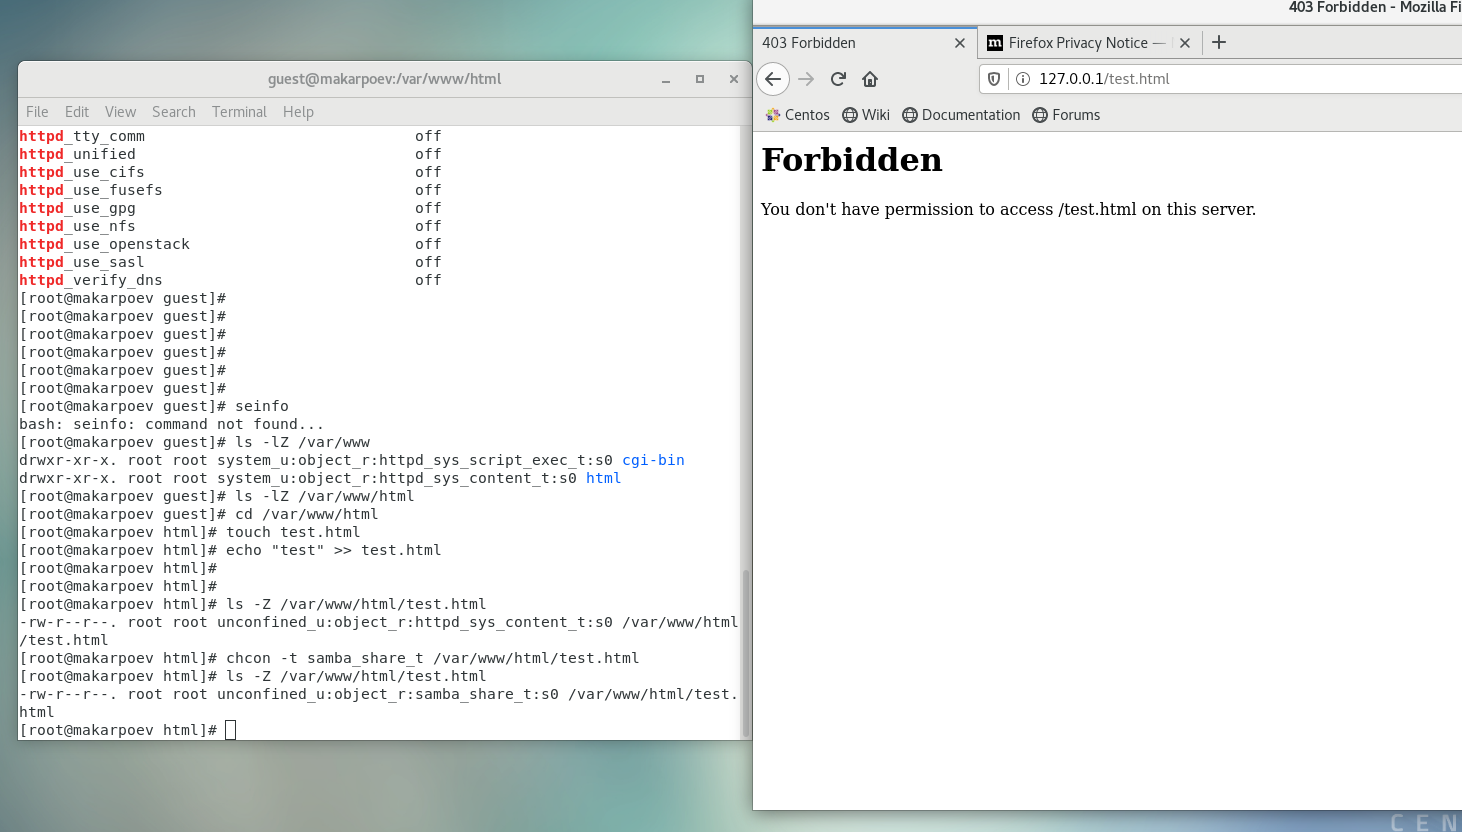 guest@makarpoev:/var/www/html
File Edit View Search Terminal Help
httpd_tty_comm off
httpd_unified off
httpd_use_cifs off
httpd_use_fusefs off
httpd_use_gpg off
httpd_use_nfs off
httpd_use_openstack off
httpd_use_sasl off
httpd_verify_dns off
[root@makarpoev guest]#
[root@makarpoev guest]#
[root@makarpoev guest]#
[root@makarpoev guest]#
[root@makarpoev guest]#
[root@makarpoev guest]#
[root@makarpoev guest]# seinfo
bash: seinfo: command not found...
[root@makarpoev guest]# ls -lZ /var/www
drwxr-xr-x. root root system_u:object_r:httpd_sys_script_exec_t:s0 cgi-bin
drwxr-xr-x. root root system_u:object_r:httpd_sys_content_t:s0 html
[root@makarpoev guest]# ls -lZ /var/www/html
[root@makarpoev guest]# cd /var/www/html
[root@makarpoev html]# touch test.html
[root@makarpoev html]# echo "test" >> test.html
[root@makarpoev html]#
[root@makarpoev html]#
[root@makarpoev html]# ls -Z /var/www/html/test.html
-rw-r--r--. root root unconfined_u:object_r:httpd_sys_content_t:s0 /var/www/html
/test.html
[root@makarpoev html]# chcon -t samba_share_t /var/www/html/test.html
[root@makarpoev html]# ls -Z /var/www/html/test.html
-rw-r--r--. root root unconfined_u:object_r:samba_share_t:s0 /var/www/html/test.
html
[root@makarpoev html]#
403 Forbidden - Mozilla Fi
403 Forbidden
Firefox Privacy Notice —
127.0.0.1/test.html
Centos Wiki Documentation Forums
Forbidden
You don't have permission to access /test.html on this server.
CEN